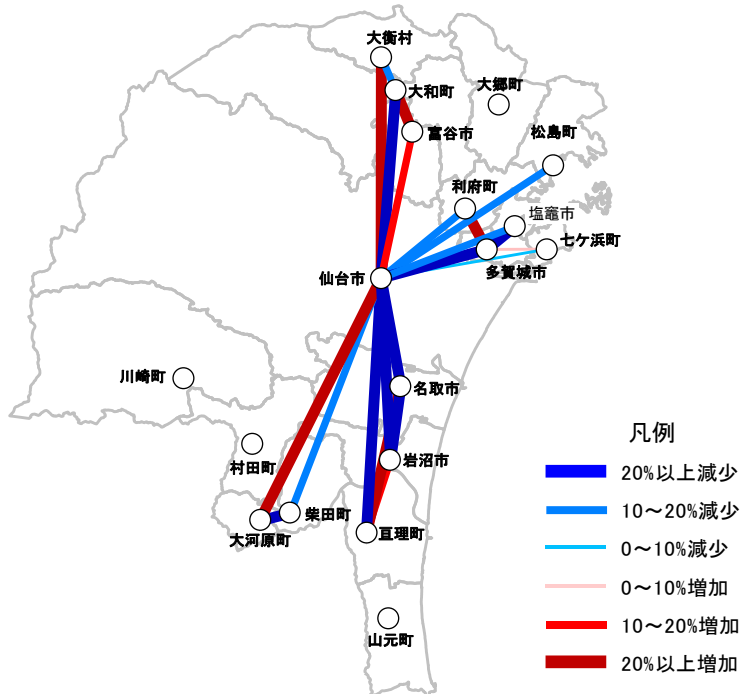 大衡村
大和町
大郷町
富谷市
松島町
利府町
塩竈市
七ケ浜町
多賀城市
仙台市
川崎町
名取市
村田町
岩沼市
柴田町
大河原町
亘理町
山元町
凡例
20%以上減少
10～20%減少
0～10%減少
0～10%増加
10～20%増加
20%以上増加